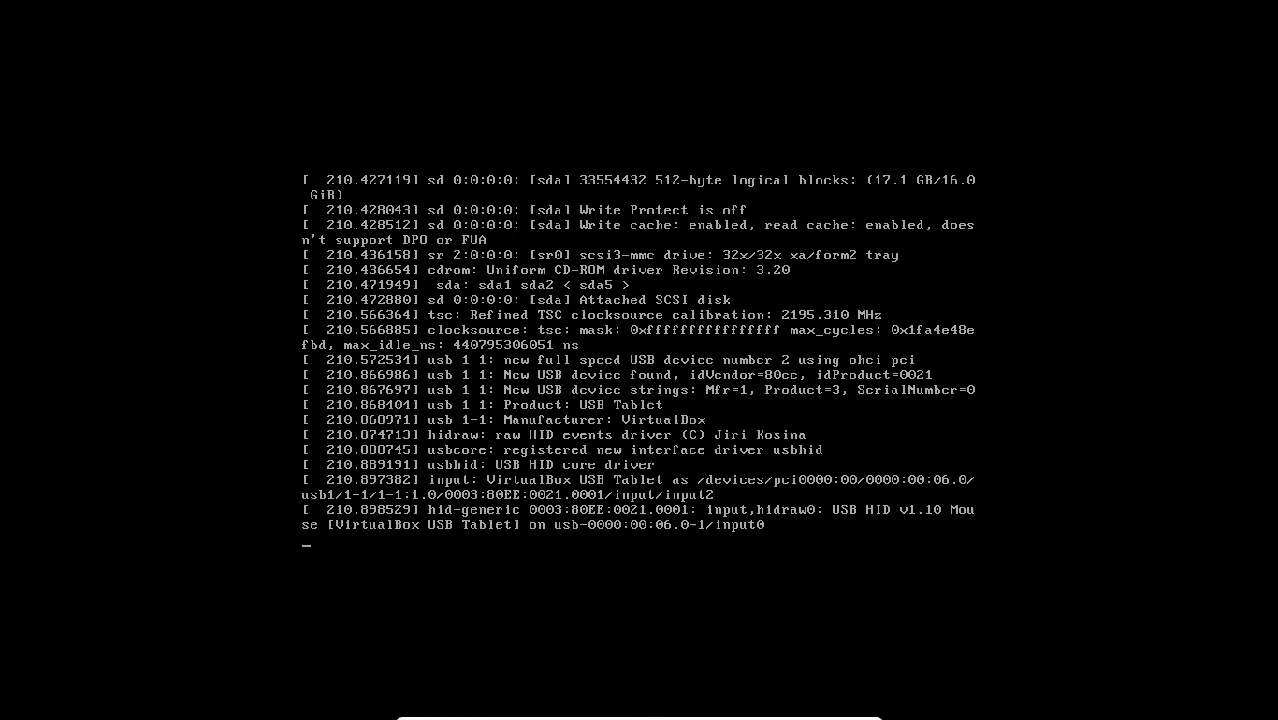 [  210.427119] sd 0:0:0:0: [sda] 33554432 512-byte logical blocks: (17.1 GB/16.0
 GiB)
[  210.428043] sd 0:0:0:0: [sda] Write Protect is off
[  210.428512] sd 0:0:0:0: [sda] Write cache: enabled, read cache: enabled, does
n't support DPO or FUA
[  210.436158] sr 2:0:0:0: [sr0] scsi3-mmc drive: 32x/32x xa/form2 tray
[  210.436654] cdrom: Uniform CD-ROM driver Revision: 3.20
[  210.471949]  sda: sda1 sda2 < sda5 >
[  210.472880] sd 0:0:0:0: [sda] Attached SCSI disk
[  210.566364] tsc: Refined TSC clocksource calibration: 2195.310 MHz
[  210.566885] clocksource: tsc: mask: 0xffffffffffffffff max_cycles: 0x1fa4e48e
fbd, max_idle_ns: 440795306051 ns
[  210.572531] usb 1-1: new full-speed USB device number 2 using ohci-pci
[  210.866986] usb 1-1: New USB device found, idVendor=80ee, idProduct=0021
[  210.867697] usb 1-1: New USB device strings: Mfr=1, Product=3, SerialNumber=0
[  210.868404] usb 1-1: Product: USB Tablet
[  210.868971] usb 1-1: Manufacturer: VirtualBox
[  210.874713] hidraw: raw HID events driver (C) Jiri Kosina
[  210.888745] usbcore: registered new interface driver usbhid
[  210.889191] usbhid: USB HID core driver
[  210.897382] input: VirtualBox USB Tablet as /devices/pci0000:00/0000:00:06.0/
usb1/1-1/1-1:1.0/0003:80EE:0021.0001/input/input2
[  210.898529] hid-generic 0003:80EE:0021.0001: input,hidraw0: USB HID v1.10 Mou
se [VirtualBox USB Tablet] on usb-0000:00:06.0-1/input0